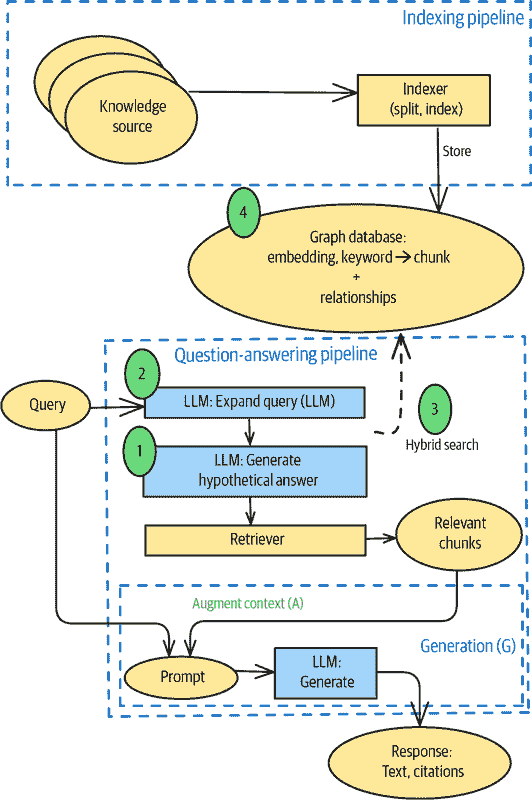 Indexing pipeline
Knowledge
source
Indexer
(split, index)
Store
4
Graph database:
embedding, keyword → chunk
+
relationships
Question-answering pipeline
2
Query
LLM: Expand query (LLM)
3
Hybrid search
1
LLM: Generate
hypothetical answer
Retriever
Relevant
chunks
Augment context (A)
Generation (G)
Prompt
LLM:
Generate
Response:
Text, citations